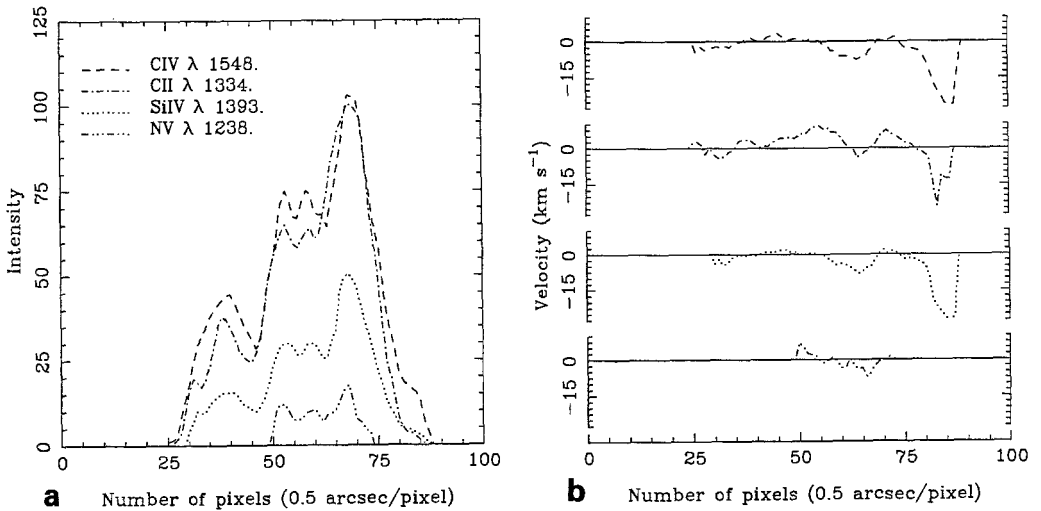 125
100
75
50
25
0
Intensity
CIV λ 1548.
CII λ 1334.
SiIV λ 1393.
NV λ 1238.
0 25 50 75 100
a Number of pixels (0.5 arcsec/pixel)
Velocity (km s⁻¹)
0
−15
0
−15
0
−15
0
−15
0 25 50 75 100
b Number of pixels (0.5 arcsec/pixel)